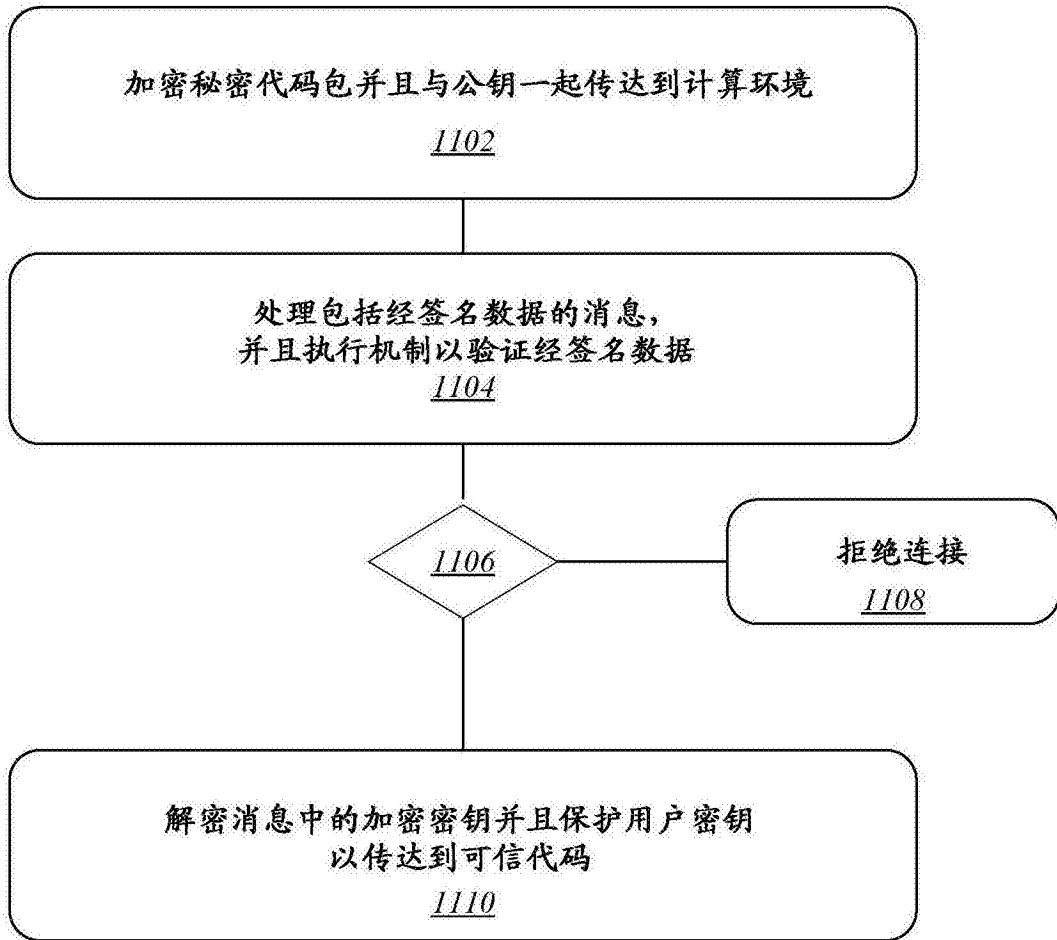 加密秘密代码包并且与公钥一起传达到计算环境
1102
处理包括经签名数据的消息，
并且执行机制以验证经签名数据
1104
1106
拒绝连接
1108
解密消息中的加密密钥并且保护用户密钥
以传达到可信代码
1110